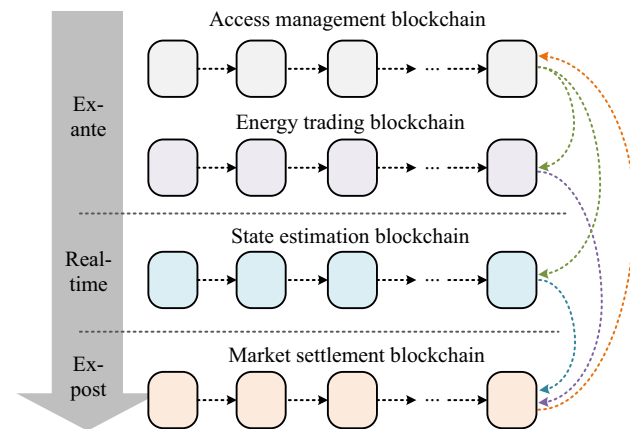 Access management blockchain
...
Ex-
ante
Energy trading blockchain
...
State estimation blockchain
Real-
time
...
Market settlement blockchain
Ex-
post
...